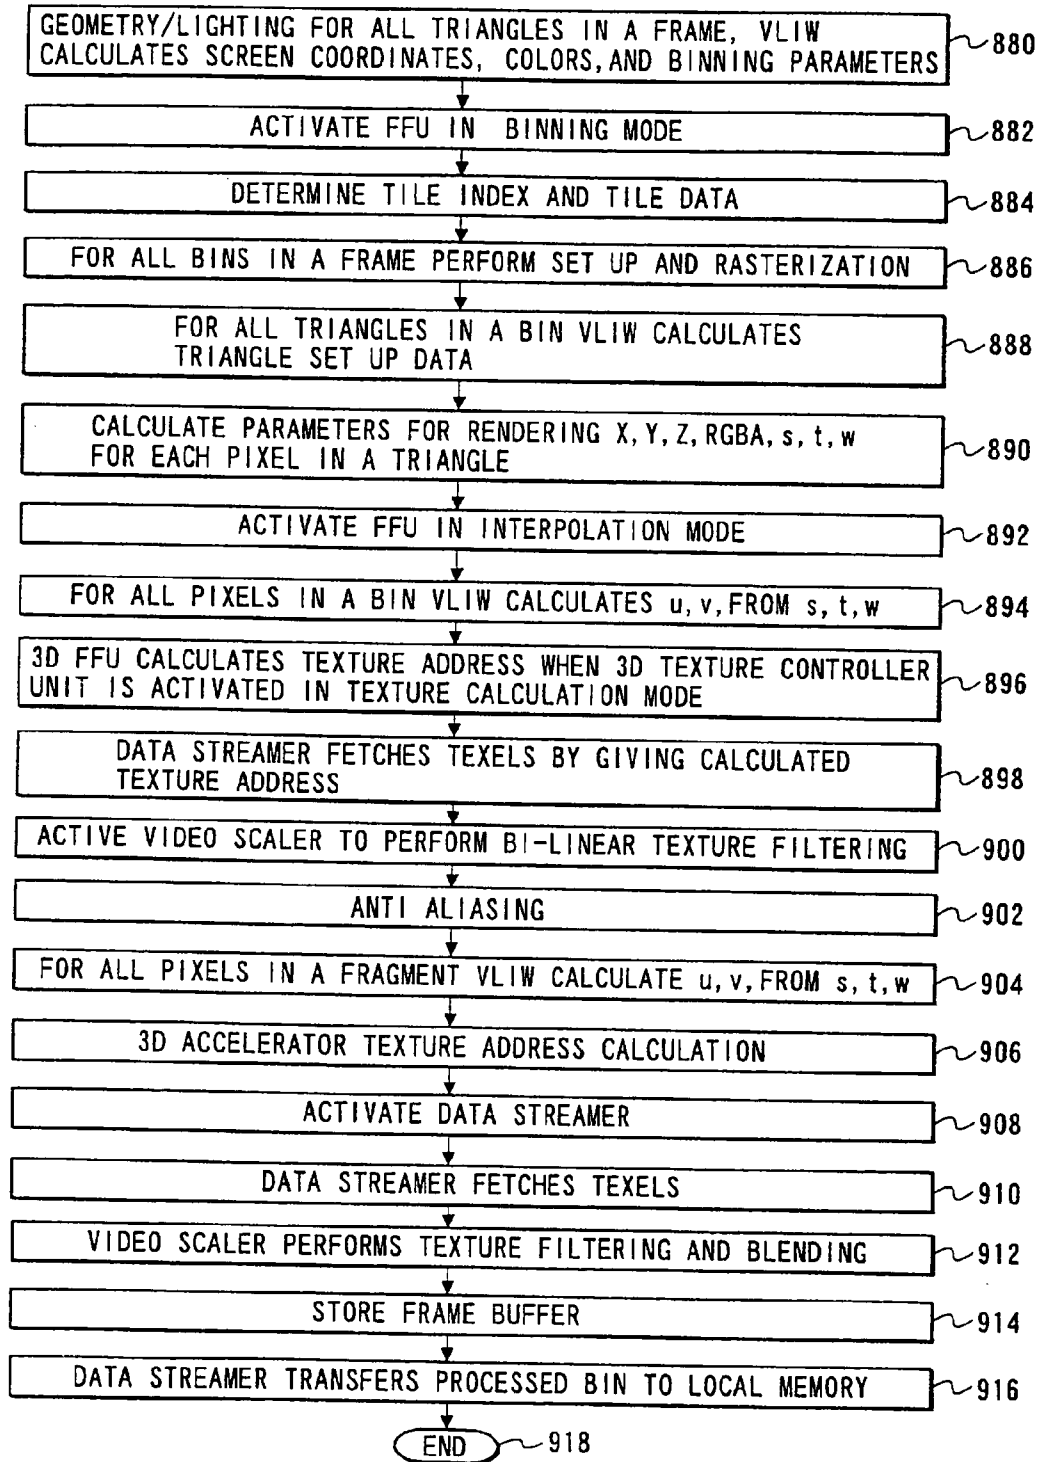 GEOMETRY/LIGHTING FOR ALL TRIANGLES IN A FRAME, VLIW
CALCULATES SCREEN COORDINATES, COLORS,AND BINNING PARAMETERS
880
ACTIVATE FFU IN BINNING MODE
882
DETERMINE TILE INDEX AND TILE DATA
884
FOR ALL BINS IN A FRAME PERFORM SET UP AND RASTERIZATION
886
FOR ALL TRIANGLES IN A BIN VLIW CALCULATES
TRIANGLE SET UP DATA
888
CALCULATE PARAMETERS FOR RENDERING X,Y,Z,RGBA,s,t,w
FOR EACH PIXEL IN A TRIANGLE
890
ACTIVATE FFU IN INTERPOLATION MODE
892
FOR ALL PIXELS IN A BIN VLIW CALCULATES u,v,FROM s,t,w
894
3D FFU CALCULATES TEXTURE ADDRESS WHEN 3D TEXTURE CONTROLLER
UNIT IS ACTIVATED IN TEXTURE CALCULATION MODE
896
DATA STREAMER FETCHES TEXELS BY GIVING CALCULATED
TEXTURE ADDRESS
898
ACTIVE VIDEO SCALER TO PERFORM BI-LINEAR TEXTURE FILTERING
900
ANTI ALIASING
902
FOR ALL PIXELS IN A FRAGMENT VLIW CALCULATE u,v,FROM s,t,w
904
3D ACCELERATOR TEXTURE ADDRESS CALCULATION
906
ACTIVATE DATA STREAMER
908
DATA STREAMER FETCHES TEXELS
910
VIDEO SCALER PERFORMS TEXTURE FILTERING AND BLENDING
912
STORE FRAME BUFFER
914
DATA STREAMER TRANSFERS PROCESSED BIN TO LOCAL MEMORY
916
END
918